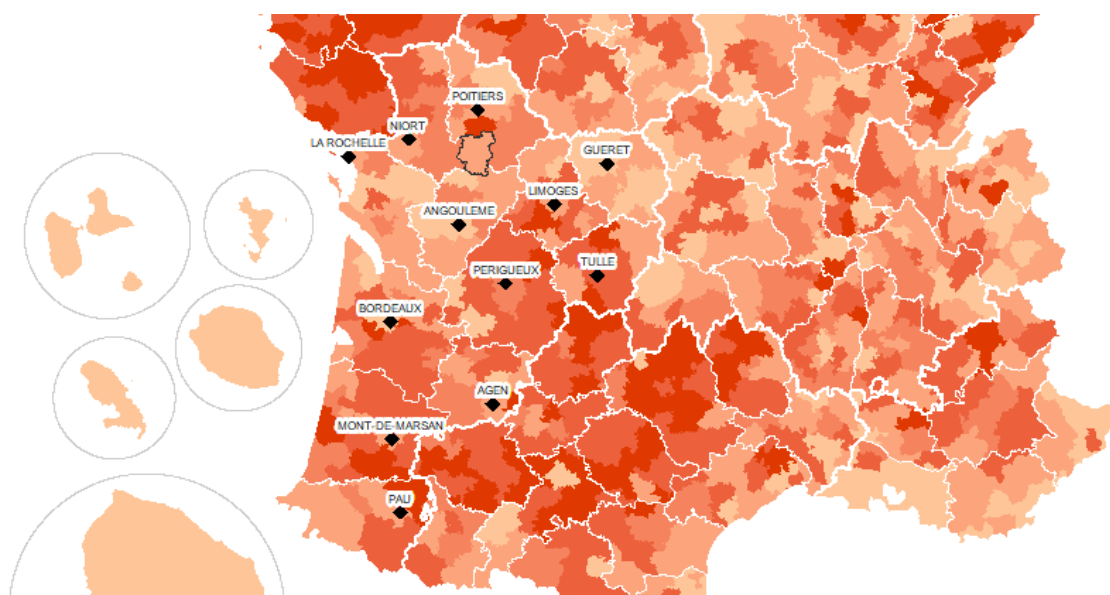 POITIERS
NIORT
LA ROCHELLE
GUERET
LIMOGES
ANGOULEME
TULLE
PERIGUEUX
BORDEAUX
AGEN
MONT-DE-MARSAN
PAU